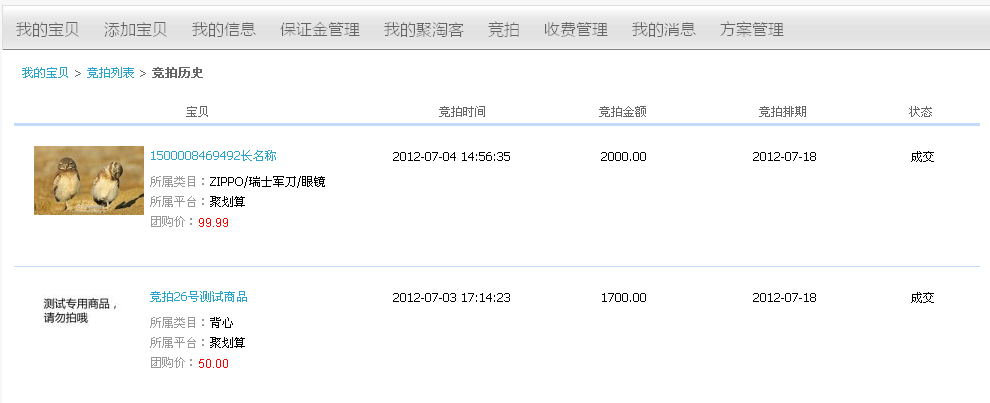 我的宝贝 添加宝贝 我的信息 保证金管理 我的聚淘客 竞拍 收费管理 我的消息 方案管理
我的宝贝 > 竞拍列表 > 竞拍历史
宝贝 竞拍时间 竞拍金额 竞拍排期 状态
1500008469492长名称 2012-07-04 14:56:35 2000.00 2012-07-18 成交
所属类目：ZIPPO/瑞士军刀/眼镜
所属平台：聚划算
团购价：99.99
测试专用商品，
请勿拍哦
竞拍26号测试商品 2012-07-03 17:14:23 1700.00 2012-07-18 成交
所属类目：背心
所属平台：聚划算
团购价：50.00